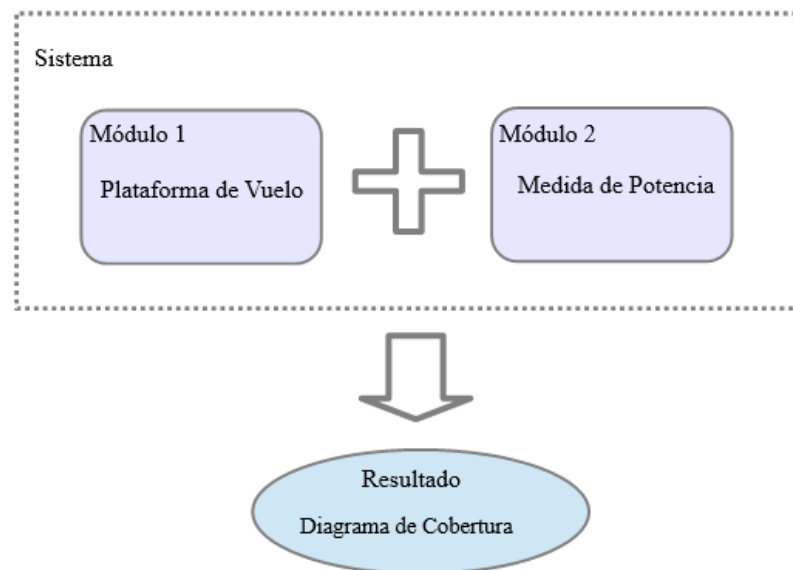 Sistema
Módulo 1
Plataforma de Vuelo
Módulo 2
Medida de Potencia
Resultado
Diagrama de Cobertura